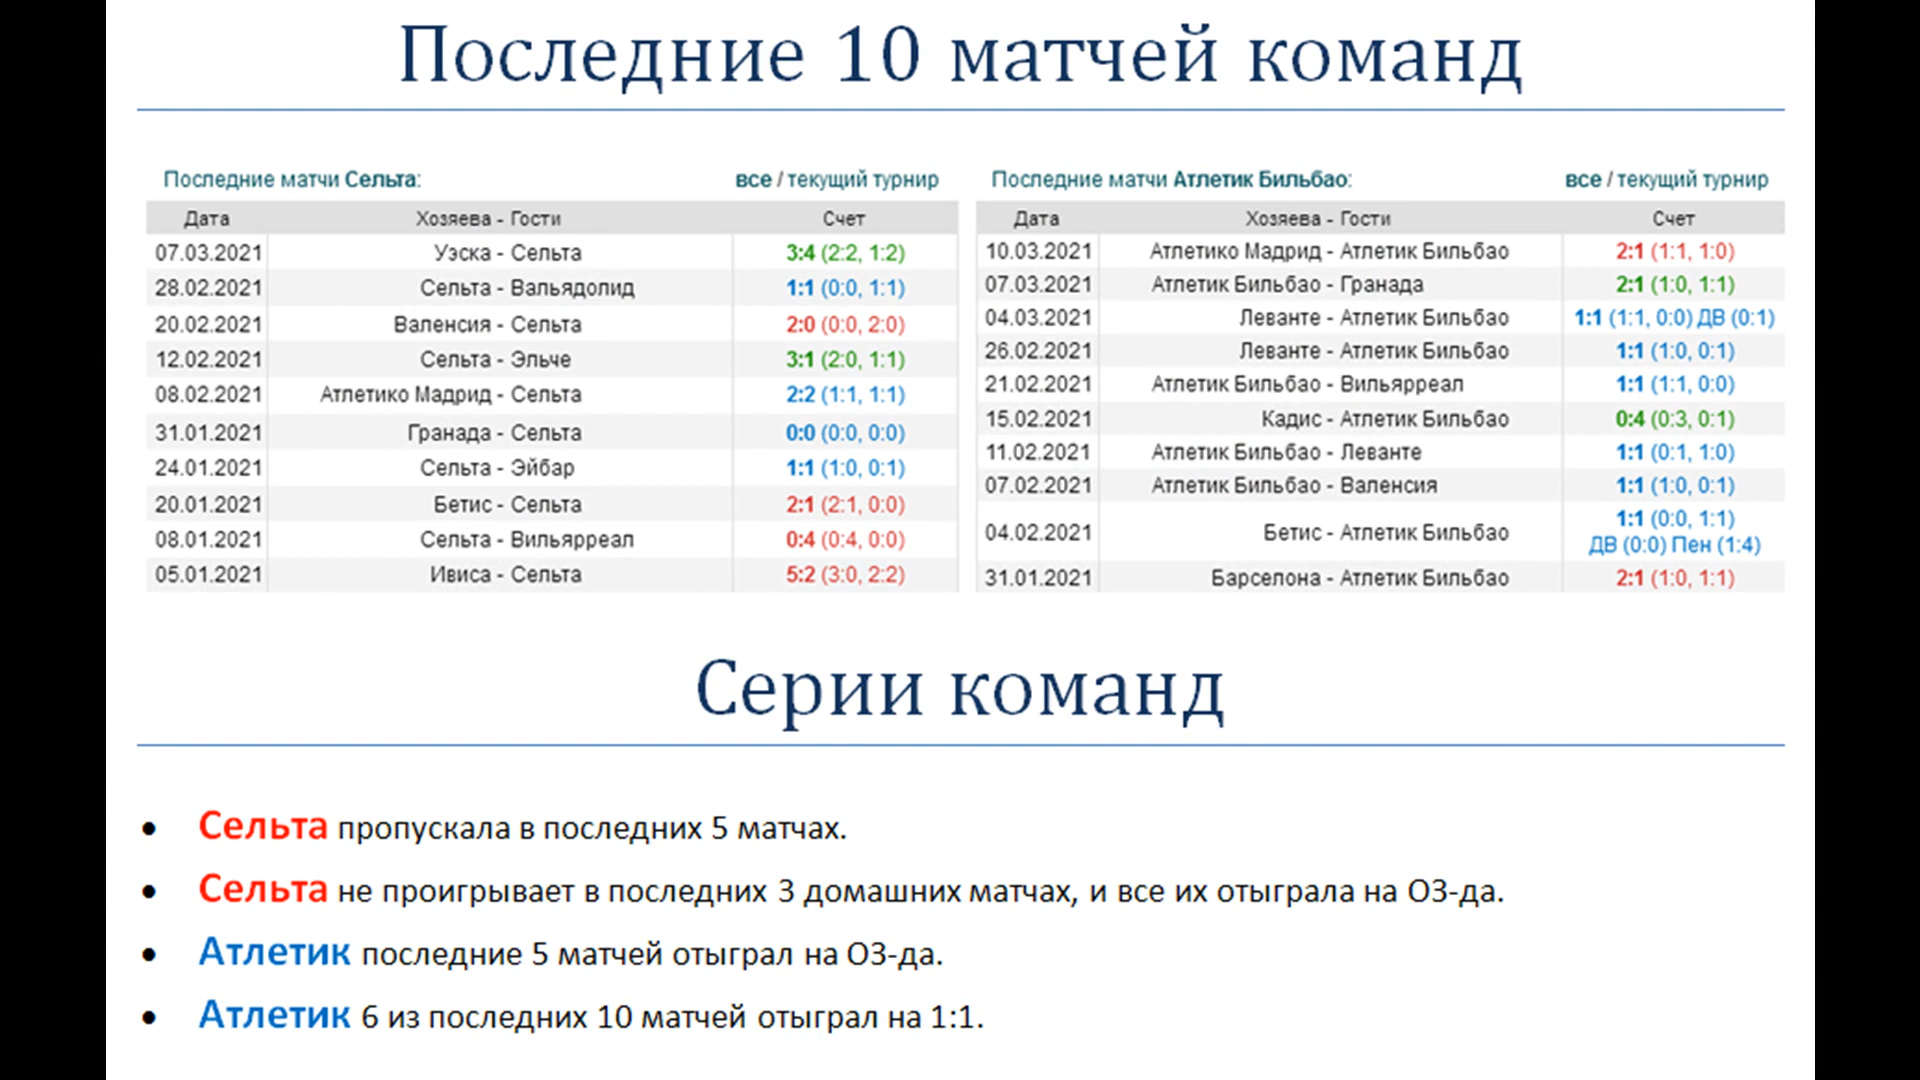 Последние 10 матчей команд
Последние матчи Сельта: все / текущий турнир
Дата Хозяева - Гости Счет
07.03.2021 Уэска - Сельта 3:4 (2:2, 1:2)
28.02.2021 Сельта - Вальядолид 1:1 (0:0, 1:1)
20.02.2021 Валенсия - Сельта 2:0 (0:0, 2:0)
12.02.2021 Сельта - Эльче 3:1 (2:0, 1:1)
08.02.2021 Атлетико Мадрид - Сельта 2:2 (1:1, 1:1)
31.01.2021 Гранада - Сельта 0:0 (0:0, 0:0)
24.01.2021 Сельта - Эйбар 1:1 (1:0, 0:1)
20.01.2021 Бетис - Сельта 2:1 (2:1, 0:0)
08.01.2021 Сельта - Вильярреал 0:4 (0:4, 0:0)
05.01.2021 Ивиса - Сельта 5:2 (3:0, 2:2)
Последние матчи Атлетик Бильбао: все / текущий турнир
Дата Хозяева - Гости Счет
10.03.2021 Атлетико Мадрид - Атлетик Бильбао 2:1 (1:1, 1:0)
07.03.2021 Атлетик Бильбао - Гранада 2:1 (1:0, 1:1)
04.03.2021 Леванте - Атлетик Бильбао 1:1 (1:1, 0:0) ДВ (0:1)
26.02.2021 Леванте - Атлетик Бильбао 1:1 (1:0, 0:1)
21.02.2021 Атлетик Бильбао - Вильярреал 1:1 (1:1, 0:0)
15.02.2021 Кадис - Атлетик Бильбао 0:4 (0:3, 0:1)
11.02.2021 Атлетик Бильбао - Леванте 1:1 (0:1, 1:0)
07.02.2021 Атлетик Бильбао - Валенсия 1:1 (1:0, 0:1)
04.02.2021 Бетис - Атлетик Бильбао 1:1 (0:0, 1:1)
ДВ (0:0) Пен (1:4)
31.01.2021 Барселона - Атлетик Бильбао 2:1 (1:0, 1:1)
Серии команд
• Сельта пропускала в последних 5 матчах.
• Сельта не проигрывает в последних 3 домашних матчах, и все их отыграла на ОЗ-да.
• Атлетик последние 5 матчей отыграл на ОЗ-да.
• Атлетик 6 из последних 10 матчей отыграл на 1:1.